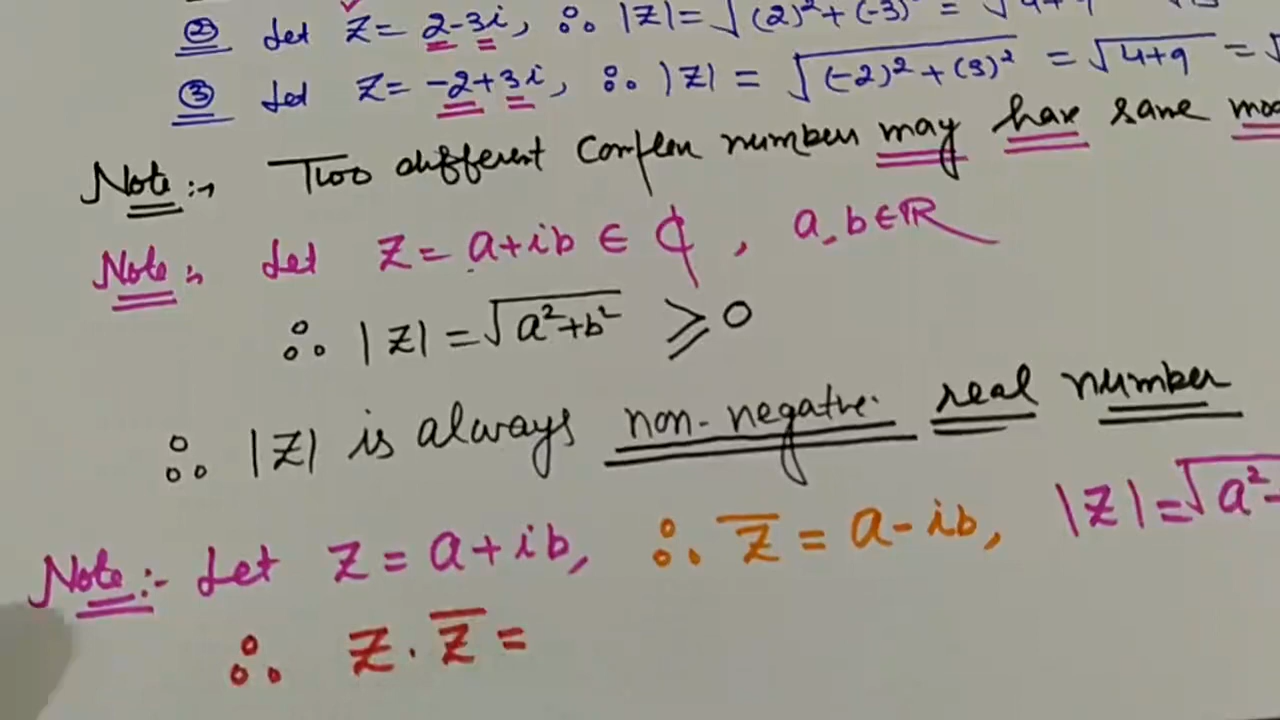 ② Let z = 2-3i, ∴ |z| = √(2)²+(-3)² = √4+9
③ Let z = -2+3i, ∴ |z| = √(-2)²+(3)² = √4+9 = √
Note:- Two different Complex numbers may have same mod
Note:- Let z = a+ib ∈ ℂ, a,b∈ℝ
∴ |z| = √a²+b² ≥ 0
∴ |z| is always non-negative real number
Note:- Let z = a+ib, ∴ z̅ = a-ib, |z| = √a²
∴ z·z̅ =